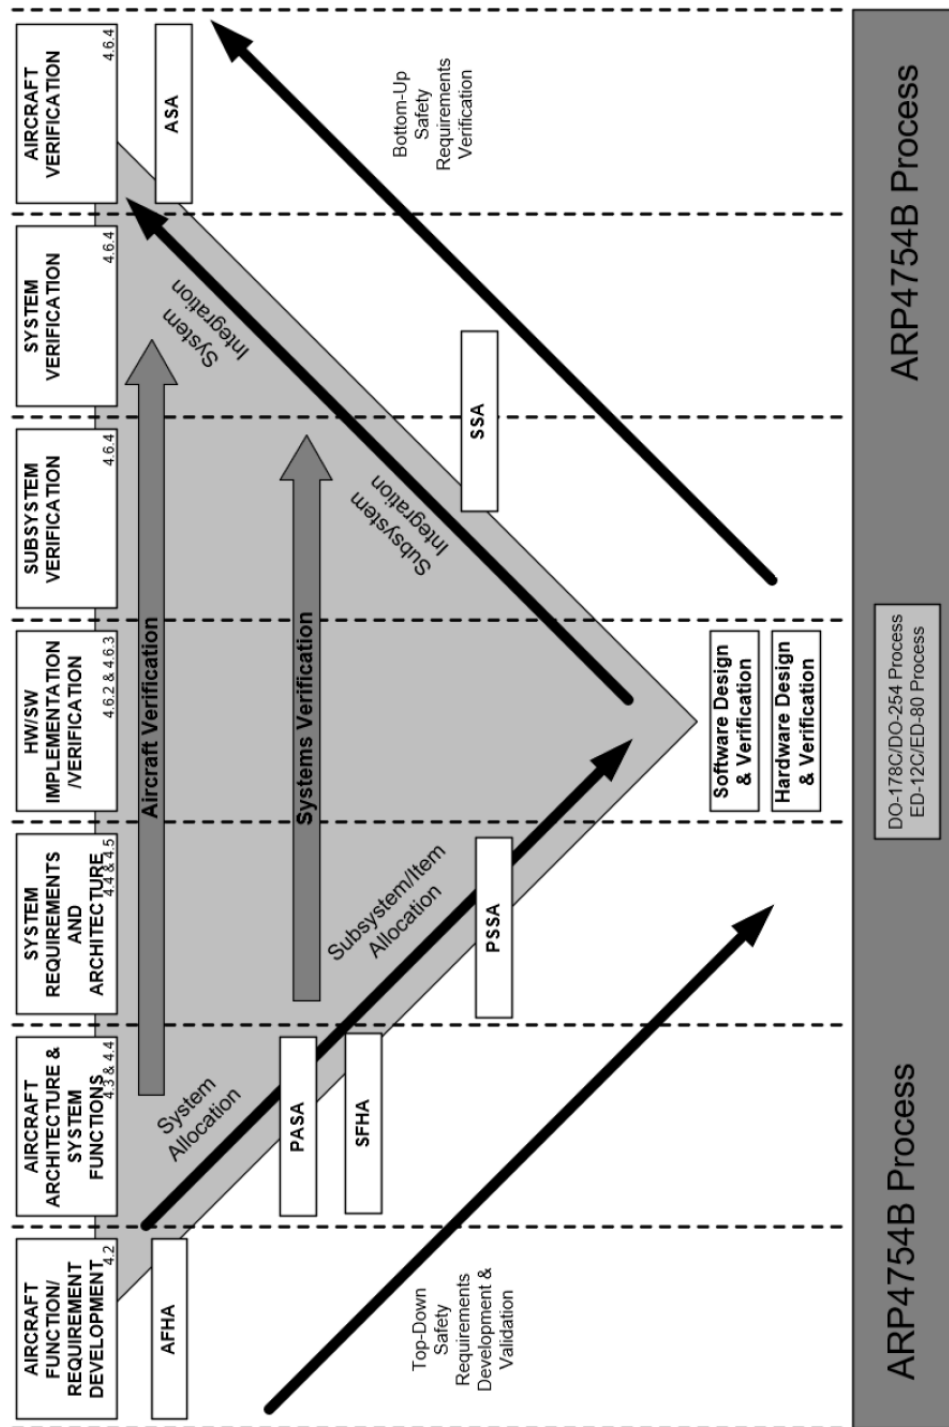 AIRCRAFT
FUNCTION/
REQUIREMENT
DEVELOPMENT
4.2
AIRCRAFT
ARCHITECTURE &
SYSTEM
FUNCTIONS
4.3 & 4.4
SYSTEM
REQUIREMENTS
AND
ARCHITECTURE
4.4 & 4.5
HW/SW
IMPLEMENTATION
/VERIFICATION
4.6.2 & 4.6.3
SUBSYSTEM
VERIFICATION
4.6.4
SYSTEM
VERIFICATION
4.6.4
AIRCRAFT
VERIFICATION
4.6.4
AFHA
ASA
Aircraft Verification
System
Allocation
System
Integration
PASA
SFHA
Systems Verification
Subsystem/Item
Allocation
Subsystem
Integration
PSSA
SSA
Top-Down
Safety
Requirements
Development &
Validation
Bottom-Up
Safety
Requirements
Verification
Software Design
& Verification
Hardware Design
& Verification
ARP4754B Process
DO-178C/DO-254 Process
ED-12C/ED-80 Process
ARP4754B Process